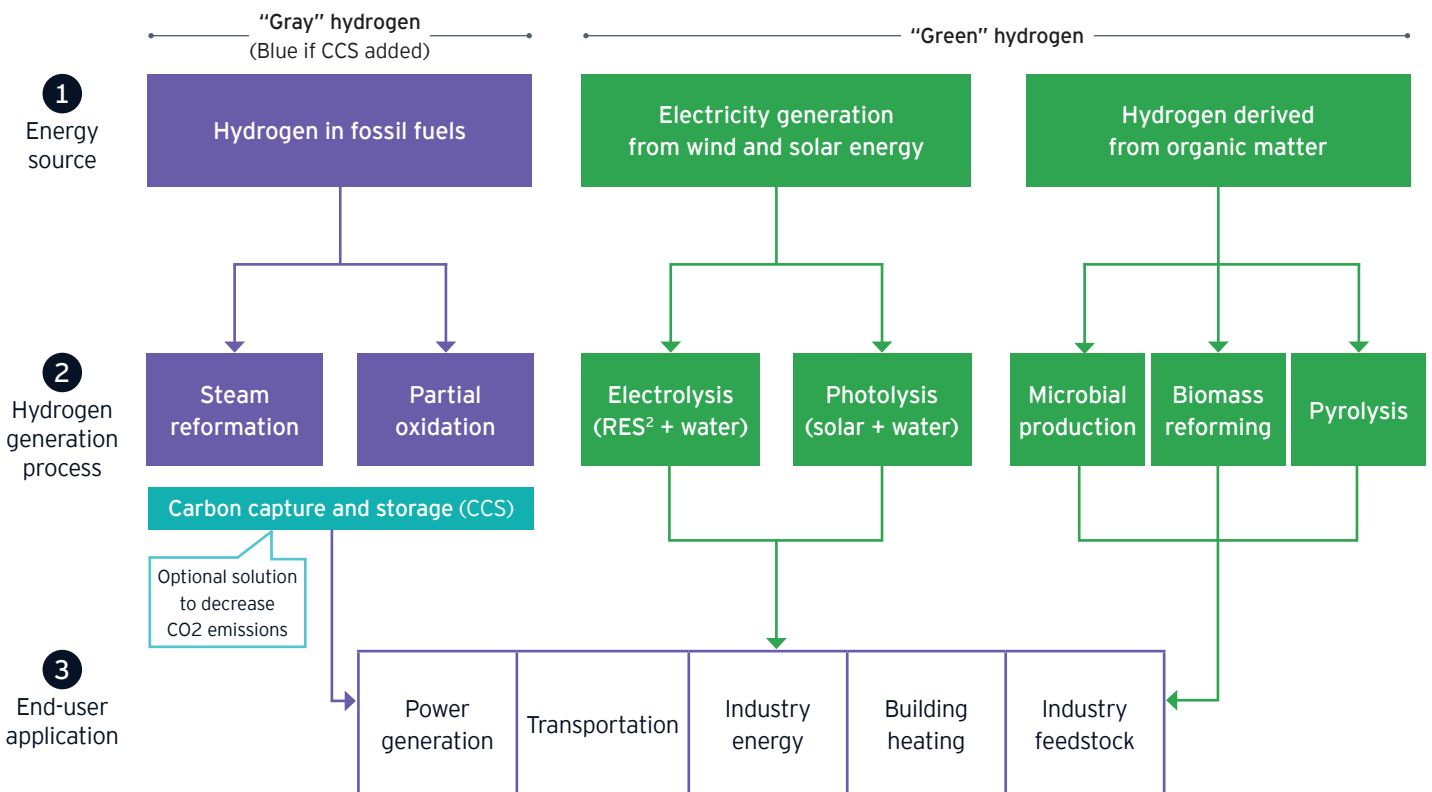 “Gray” hydrogen
(Blue if CCS added)
“Green” hydrogen
1
Energy
source
Hydrogen in fossil fuels
Electricity generation
from wind and solar energy
Hydrogen derived
from organic matter
2
Hydrogen
generation
process
Steam
reformation
Partial
oxidation
Electrolysis
(RES² + water)
Photolysis
(solar + water)
Microbial
production
Biomass
reforming
Pyrolysis
Carbon capture and storage (CCS)
Optional solution
to decrease
CO2 emissions
3
End-user
application
Power
generation
Transportation
Industry
energy
Building
heating
Industry
feedstock